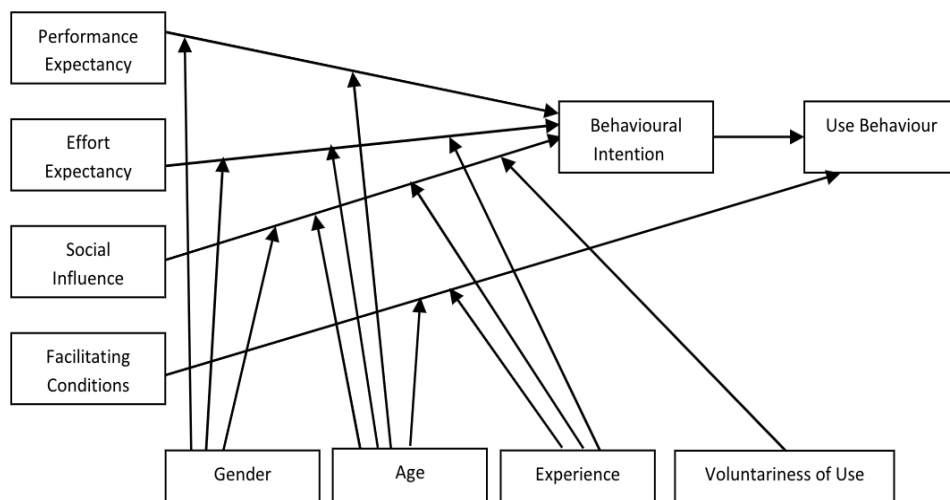 Performance
Expectancy
Effort
Expectancy
Social
Influence
Facilitating
Conditions
Behavioural
Intention
Use Behaviour
Gender
Age
Experience
Voluntariness of Use